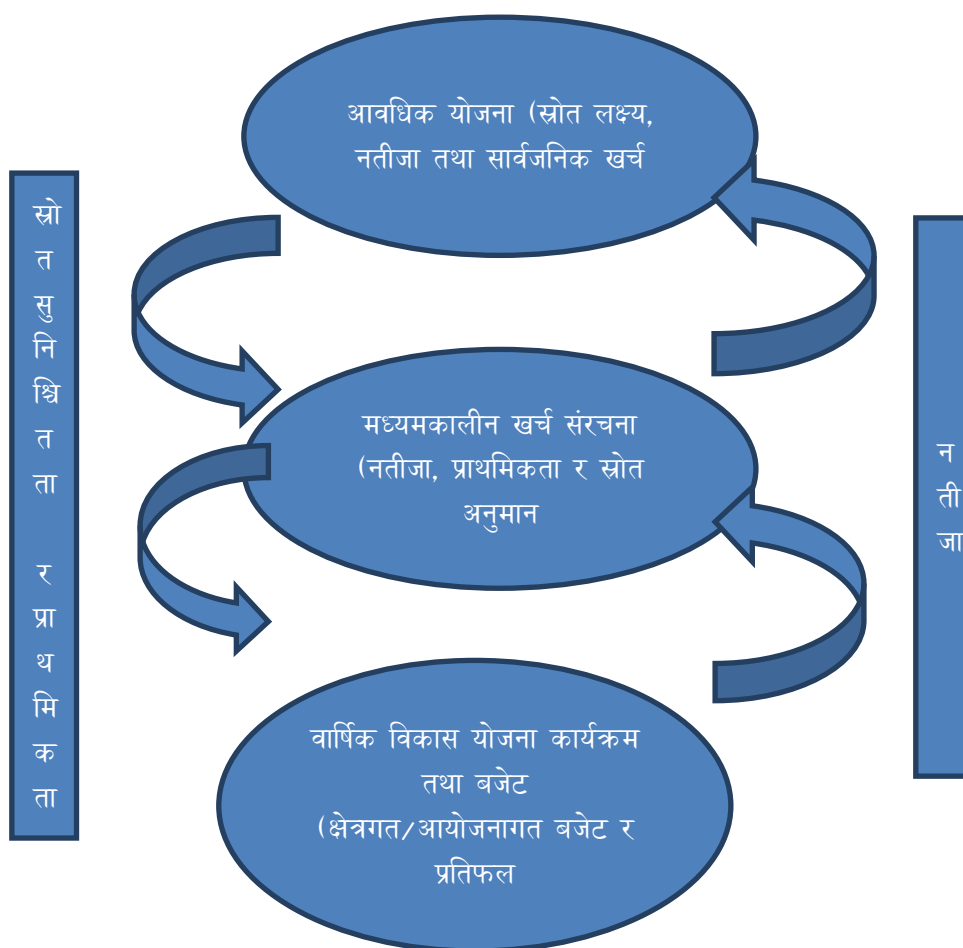 आवधिक योजना (स्रोत लक्ष्य,
नतीजा तथा सार्वजनिक खर्च
स्रो
त
सु
नि
श्चि
त
ता
र
प्रा
थ
मि
क
ता
मध्यमकालीन खर्च संरचना
(नतीजा, प्राथमिकता र स्रोत
अनुमान
न
ती
जा
वार्षिक विकास योजना कार्यक्रम
तथा बजेट
(क्षेत्रगत/आयोजनागत बजेट र
प्रतिफल